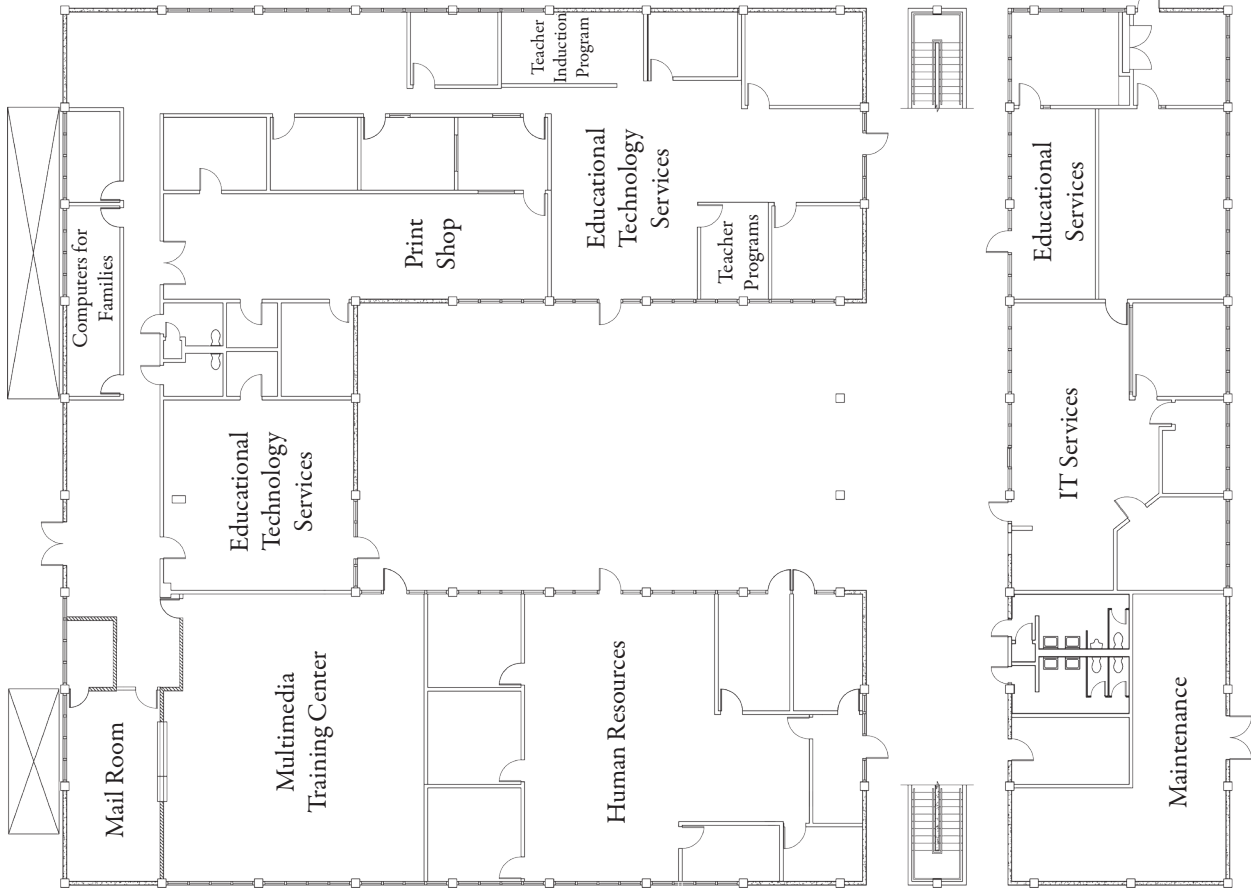 Teacher
Induction
Program
Educational
Technology
Services
Educational
Services
Print
Shop
Teacher
Programs
Computers for
Families
Educational
Technology
Services
IT Services
Mail Room
Multimedia
Training Center
Human Resources
Maintenance